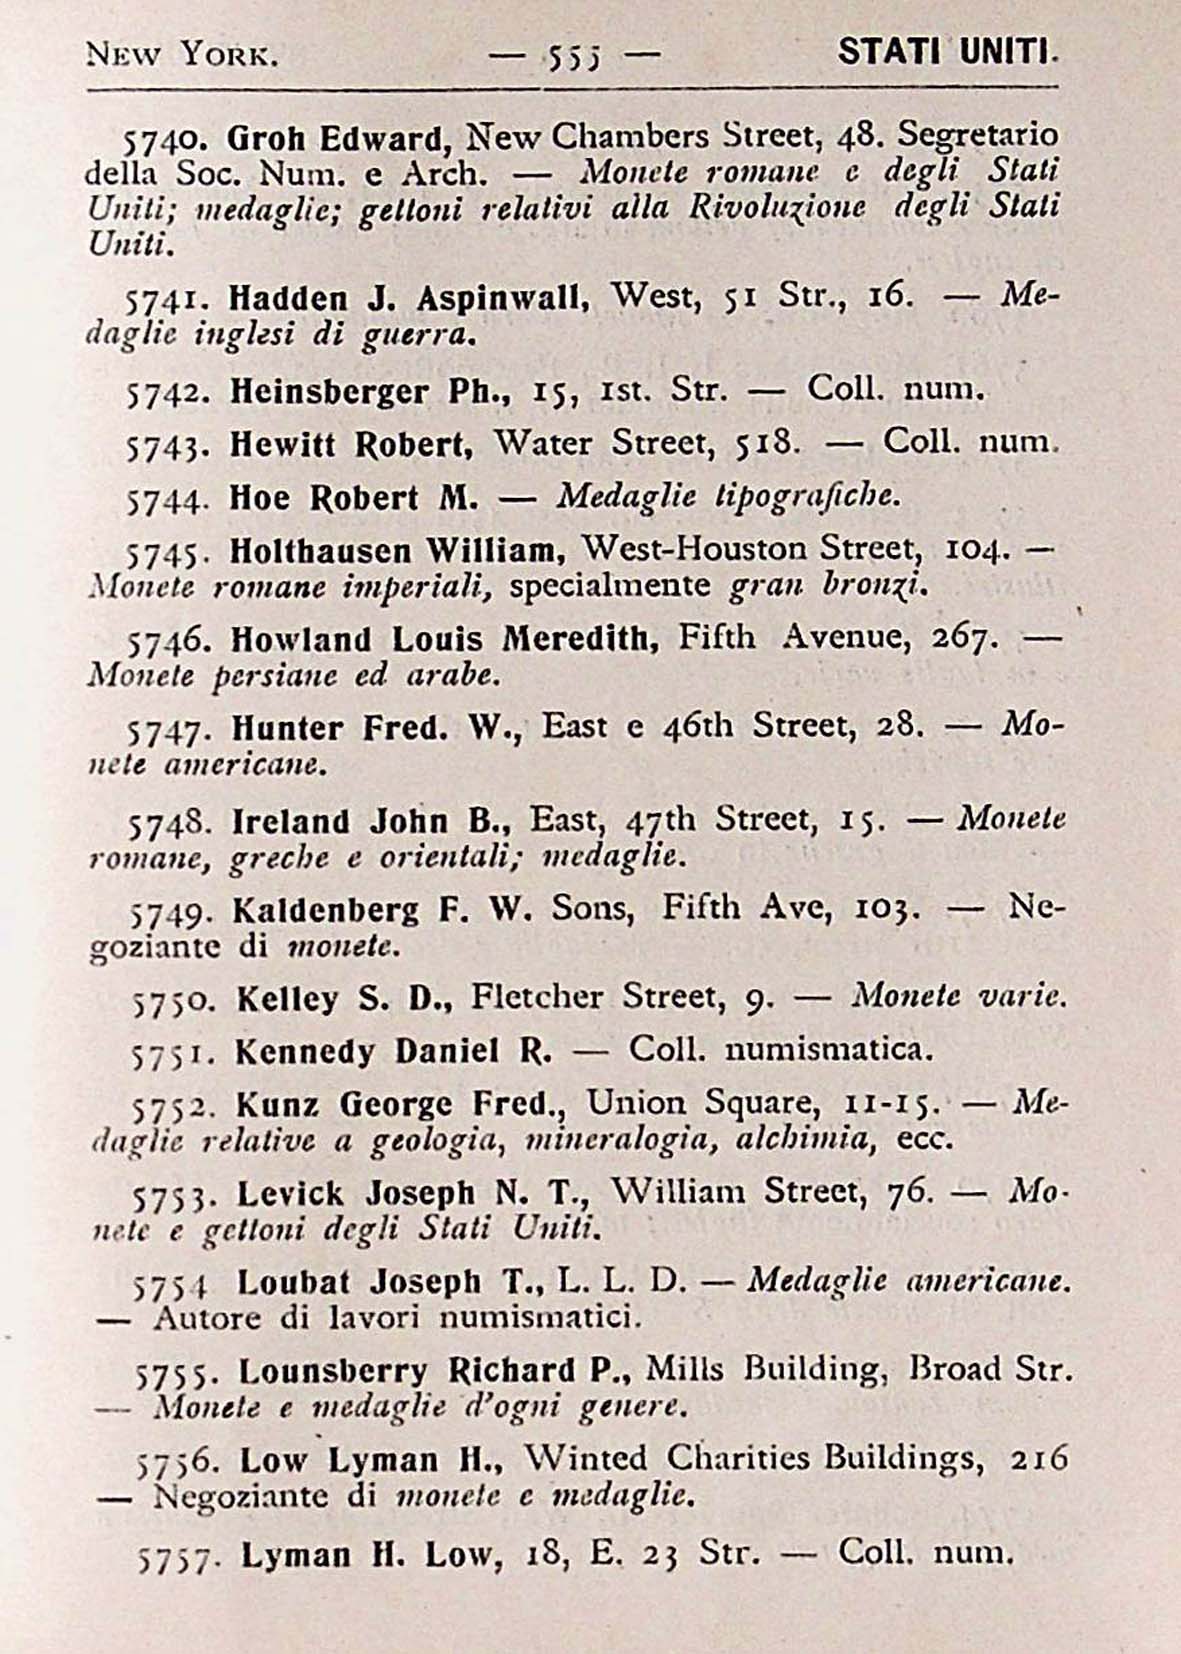 NEW YORK. — 555 — STATI UNITI.
5740. Groh Edward, New Chambers Street, 48. Segretario
della Soc. Num. e Arch. — Monete romane e degli Stati
Uniti; medaglie; gettoni relativi alla Rivoluzione degli Stati
Uniti.
5741. Hadden J. Aspinwall, West, 51 Str., 16. — Me-
daglie inglesi di guerra.
5742. Heinsberger Ph., 15, 1st. Str. — Coll. num.
5743. Hewitt Robert, Water Street, 518. — Coll. num.
5744. Hoe Robert M. — Medaglie tipografiche.
5745. Holthausen William, West-Houston Street, 104. —
Monete romane imperiali, specialmente gran bronzi.
5746. Howland Louis Meredith, Fifth Avenue, 267. —
Monete persiane ed arabe.
5747. Hunter Fred. W., East e 46th Street, 28. — Mo-
nete americane.
5748. Ireland John B., East, 47th Street, 15. — Monete
romane, greche e orientali; medaglie.
5749. Kaldenberg F. W. Sons, Fifth Ave, 103. — Ne-
goziante di monete.
5750. Kelley S. D., Fletcher Street, 9. — Monete varie.
5751. Kennedy Daniel R. — Coll. numismatica.
5752. Kunz George Fred., Union Square, 11-15. — Me-
daglie relative a geologia, mineralogia, alchimia, ecc.
5753. Levick Joseph N. T., William Street, 76. — Mo-
nete e gettoni degli Stati Uniti.
5754 Loubat Joseph T., L. L. D. — Medaglie americane.
— Autore di lavori numismatici.
5755. Lounsberry Richard P., Mills Building, Broad Str.
— Monete e medaglie d'ogni genere.
5756. Low Lyman H., Winted Charities Buildings, 216
— Negoziante di monete e medaglie.
5757. Lyman H. Low, 18, E. 23 Str. — Coll. num.